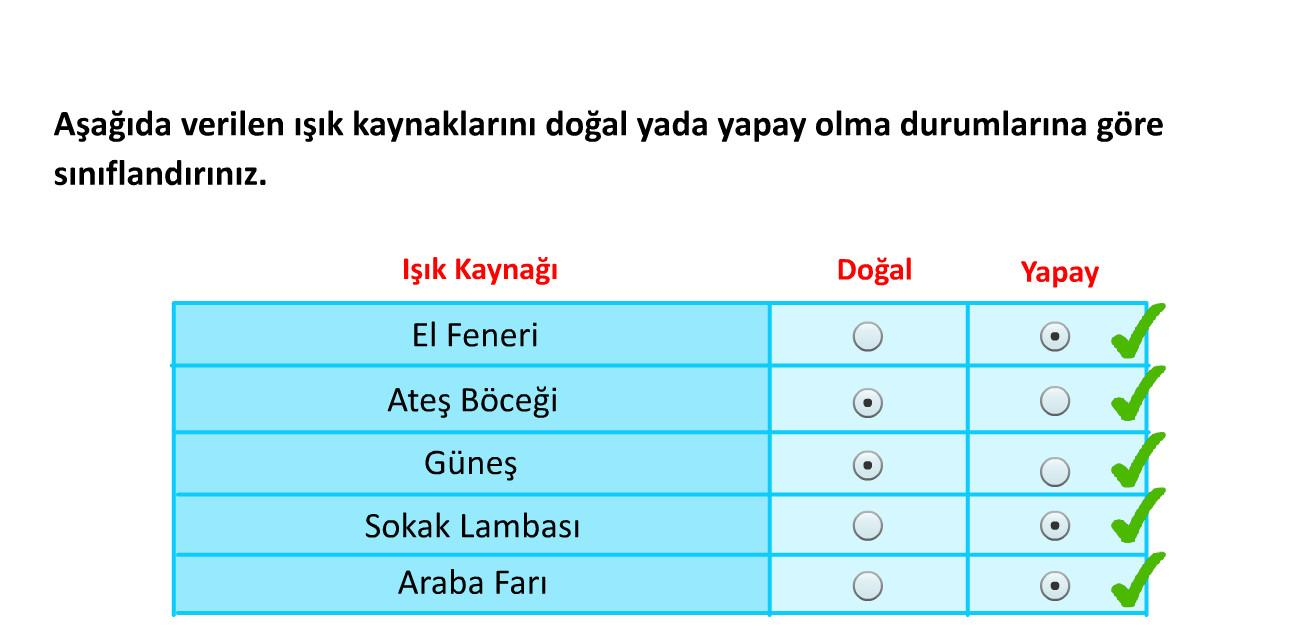 Aşağıda verilen ışık kaynaklarını doğal yada yapay olma durumlarına göre
sınıflandırınız.
Işık Kaynağı Doğal Yapay
El Feneri
Ateş Böceği
Güneş
Sokak Lambası
Araba Farı